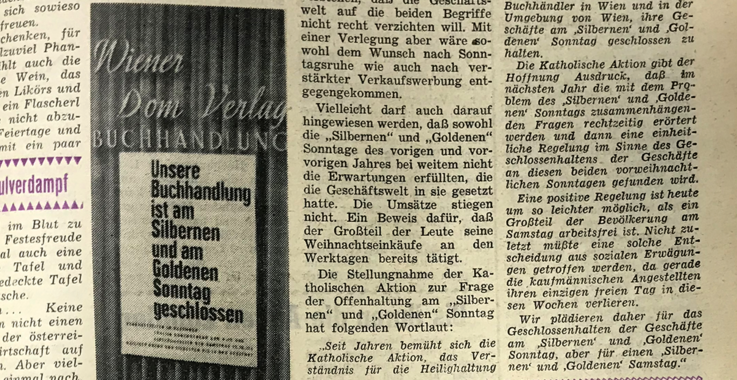 sich sowieso
freuen.
schenken, für
Phan-
auch die
Wein, das
Likörs und
ein Flascherl
nicht abzu-
Feiertage und
mit ein paar
ulverdampf
im Blut zu
Festesfreude
mal auch eine
Tafel und
gedeckte Tafel
Keine
nicht einen
der österrei-
irtschaft auf
Aber viel-
einmal nach
Wiener
Dom Verlag
BUCHHANDLUNG
Unsere
Buchhandlung
ist am
Silbernen
und am
Goldenen
Sonntag
geschlossen
welt auf die beiden Begriffe
nicht recht verzichten will. Mit
einer Verlegung aber wäre so-
wohl dem Wunsch nach Sonn-
tagsruhe wie auch nach ver-
stärkter Verkaufswerbung ent-
gegengekommen.
Vielleicht darf auch darauf
hingewiesen werden, daß sowohl
die „Silbernen" und „Goldenen"
Sonntage des vorigen und vor-
vorigen Jahres bei weitem nicht
die Erwartungen erfüllten, die
die Geschäftswelt in sie gesetzt
hatte. Die Umsätze stiegen
nicht. Ein Beweis dafür, daß
der Großteil der Leute seine
Weihnachtseinkäufe an den
Werktagen bereits tätigt.
Die Stellungnahme der Ka-
tholischen Aktion zur Frage
der Offenhaltung am „Silber-
nen" und „Goldenen" Sonntag
hat folgenden Wortlaut:
„Seit Jahren bemüht sich die
Katholische Aktion, das Ver-
ständnis für die Heilighaltung
Buchhändler in Wien und in der
Umgebung von Wien, ihre Ge-
schäfte am ‚Silbernen' und ‚Gol-
denen' Sonntag geschlossen zu
halten.
Die Katholische Aktion gibt der
Hoffnung Ausdruck, daß im
nächsten Jahr die mit dem Pro-
blem des ‚Silbernen' und ‚Golde-
nen' Sonntags zusammenhängen-
den Fragen rechtzeitig erörtert
werden und dann eine einheit-
liche Regelung im Sinne des Ge-
schlossenhaltens der Geschäfte
an diesen beiden vorweihnacht-
lichen Sonntagen gefunden wird.
Eine positive Regelung ist heute
um so leichter möglich, als ein
Großteil der Bevölkerung am
Samstag arbeitsfrei ist. Nicht zu-
letzt müßte eine solche Ent-
scheidung aus sozialen Erwägun-
gen getroffen werden, da gerade
die kaufmännischen Angestellten
ihren einzigen freien Tag in die-
sen Wochen verlieren.
Wir plädieren daher für das
Geschlossenhalten der Geschäfte
am ‚Silbernen' und ‚Goldenen'
Sonntag, aber für einen ‚Silber-
nen' und ‚Goldenen' Samstag."